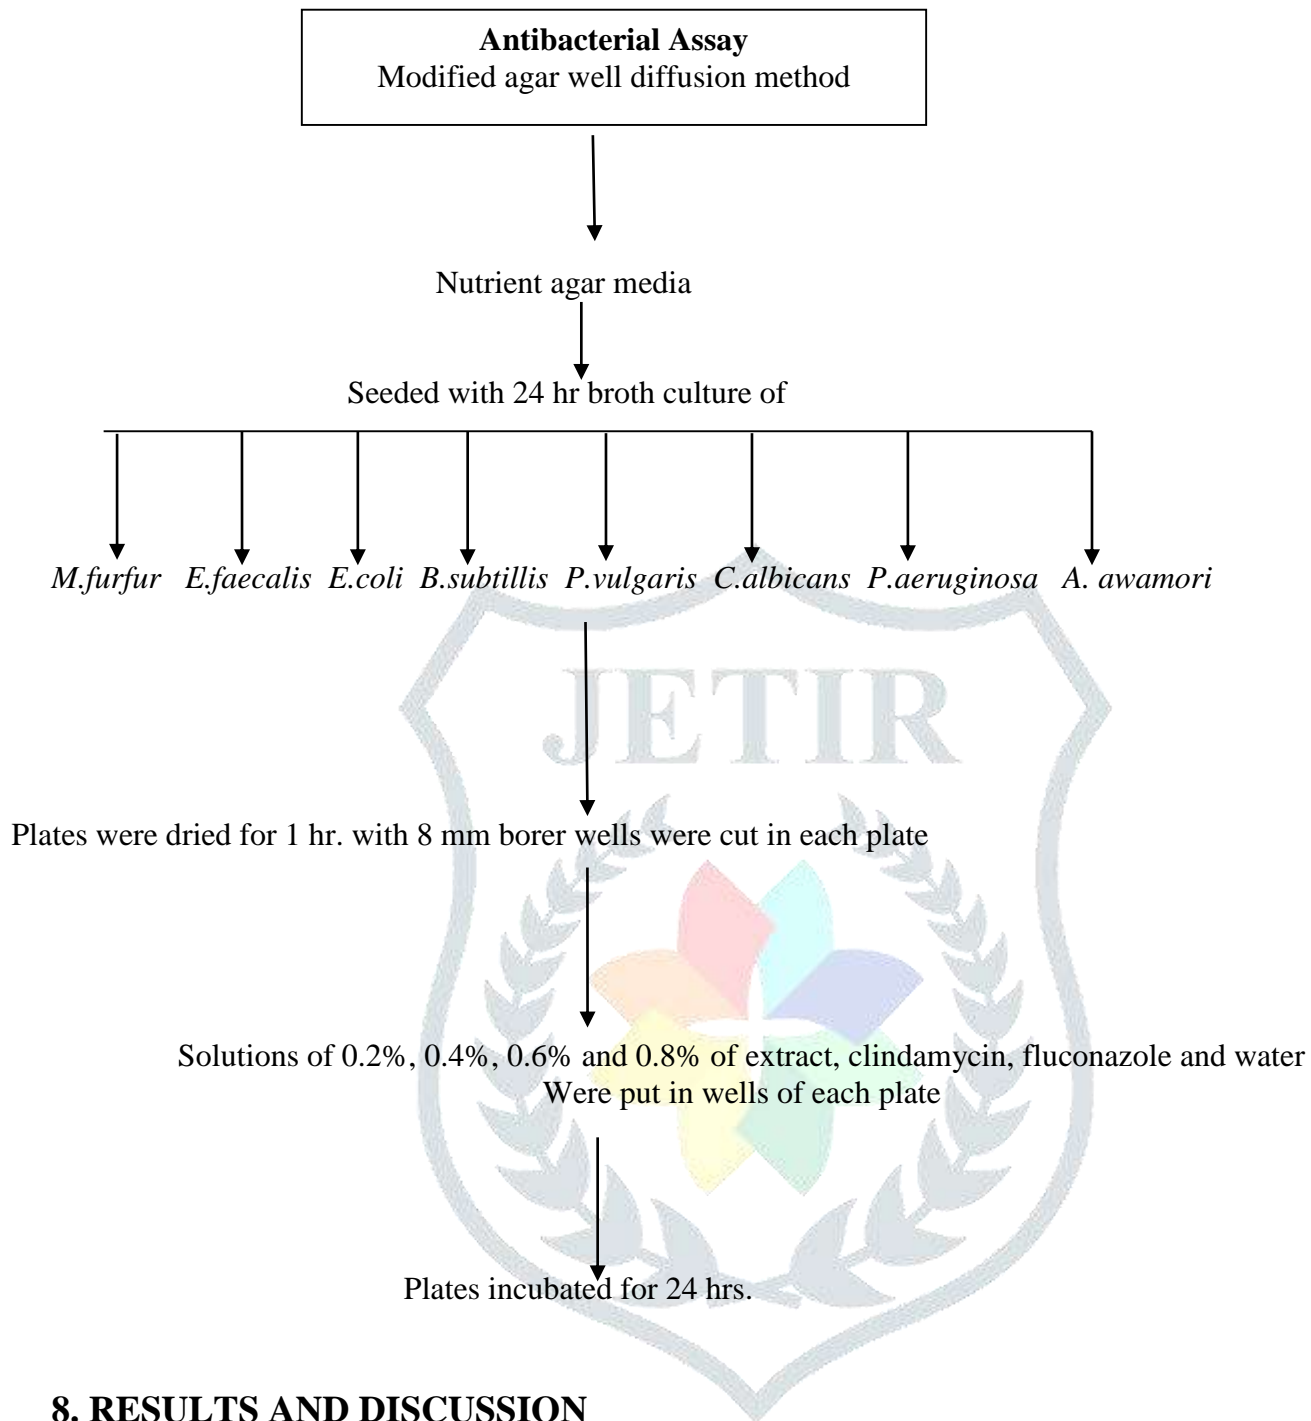 Antibacterial Assay
Modified agar well diffusion method
Nutrient agar media
Seeded with 24 hr broth culture of
M.furfur E.faecalis E.coli B.subtillis P.vulgaris C.albicans P.aeruginosa A. awamori
JETIR
Plates were dried for 1 hr. with 8 mm borer wells were cut in each plate
Solutions of 0.2%, 0.4%, 0.6% and 0.8% of extract, clindamycin, fluconazole and water
Were put in wells of each plate
Plates incubated for 24 hrs.
8. RESULTS AND DISCUSSION